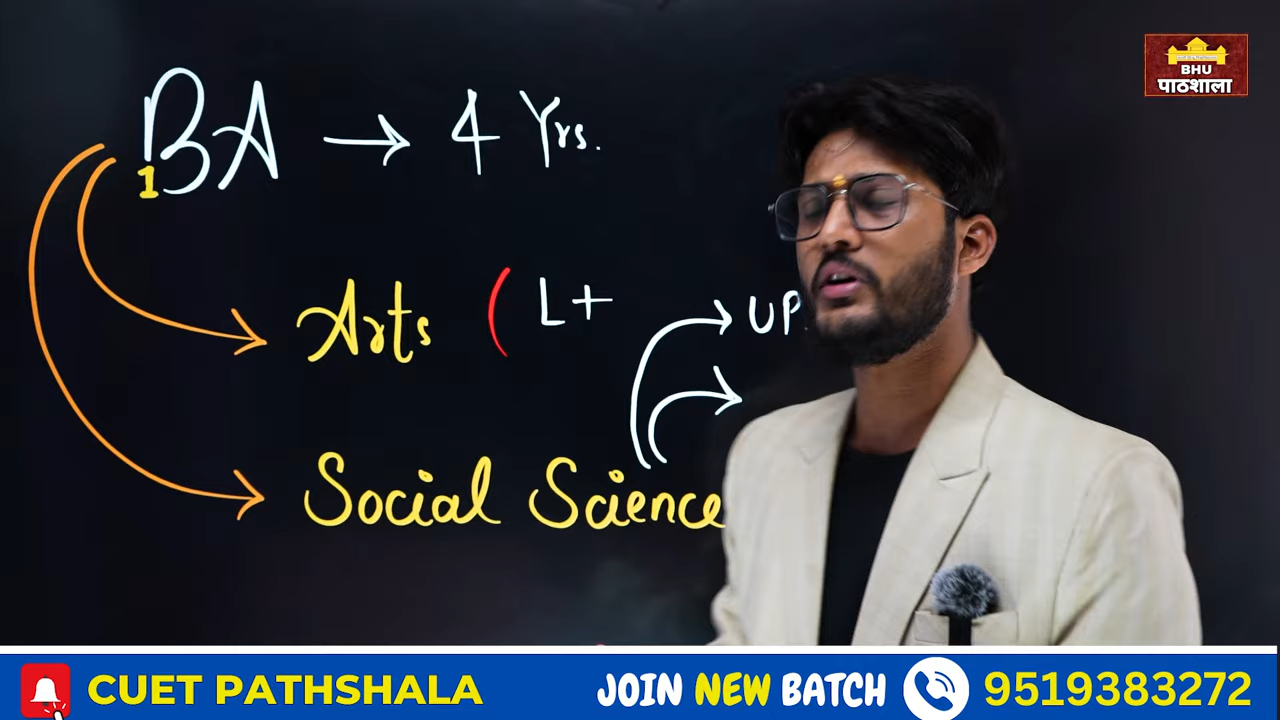 BHU
पाठशाला
BA → 4 Yrs.
1
Arts ( L+
UP
Social Science
CUET PATHSHALA
JOIN NEW BATCH
9519383272